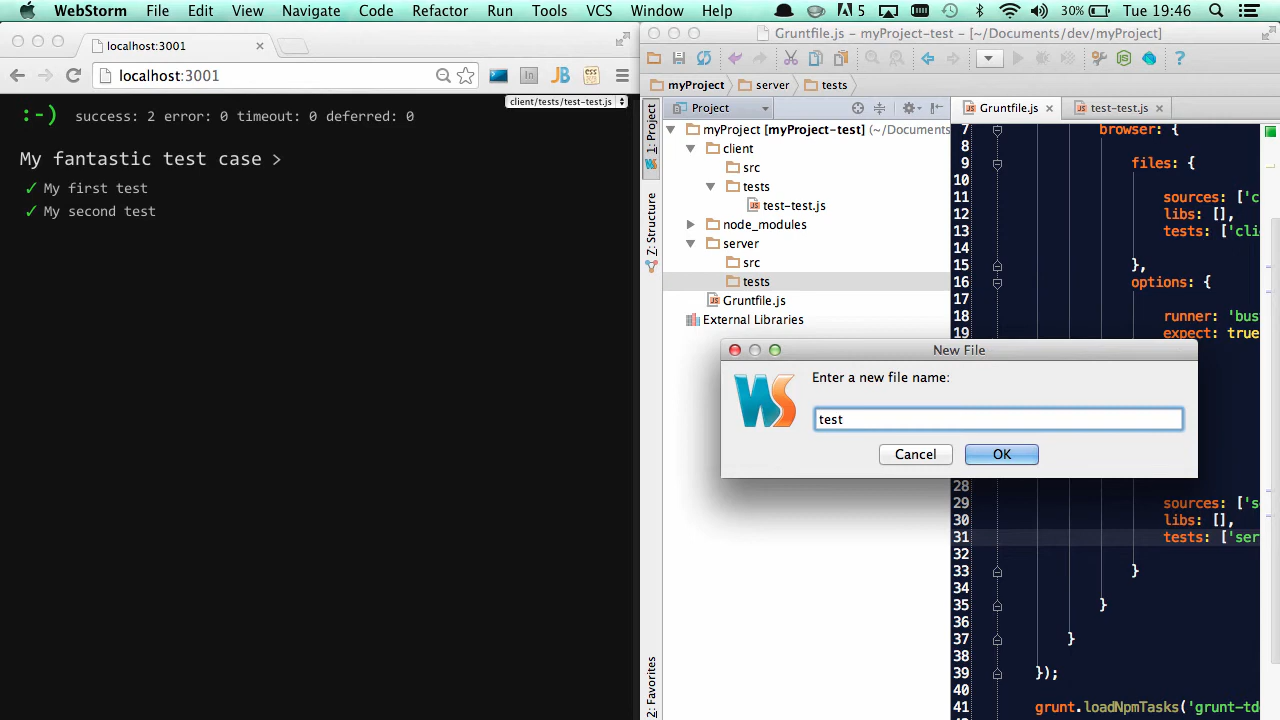 WebStorm File Edit View Navigate Code Refactor Run Tools VCS Window Help 5 30% Tue 19:46
localhost:3001
localhost:3001
client/tests/test-test.js
:-) success: 2 error: 0 timeout: 0 deferred: 0
My fantastic test case >
✓ My first test
✓ My second test
Gruntfile.js – myProject-test – [~/Documents/dev/myProject]
myProject server tests
1: Project
7: Structure
2: Favorites
Project
myProject [myProject-test] (~/Documents
client
src
tests
test-test.js
node_modules
server
src
tests
Gruntfile.js
External Libraries
Gruntfile.js test-test.js
7 browser: {
8
9 files: {
10
11 sources: ['c
12 libs: [],
13 tests: ['cli
14
15 },
16 options: {
17
18 runner: 'bus
19 expect: true
New File
Enter a new file name:
test
Cancel OK
28
29 sources: ['s
30 libs: [],
31 tests: ['ser
32
33 }
34
35 }
36
37 }
38
39 });
40
41 grunt.loadNpmTasks('grunt-td